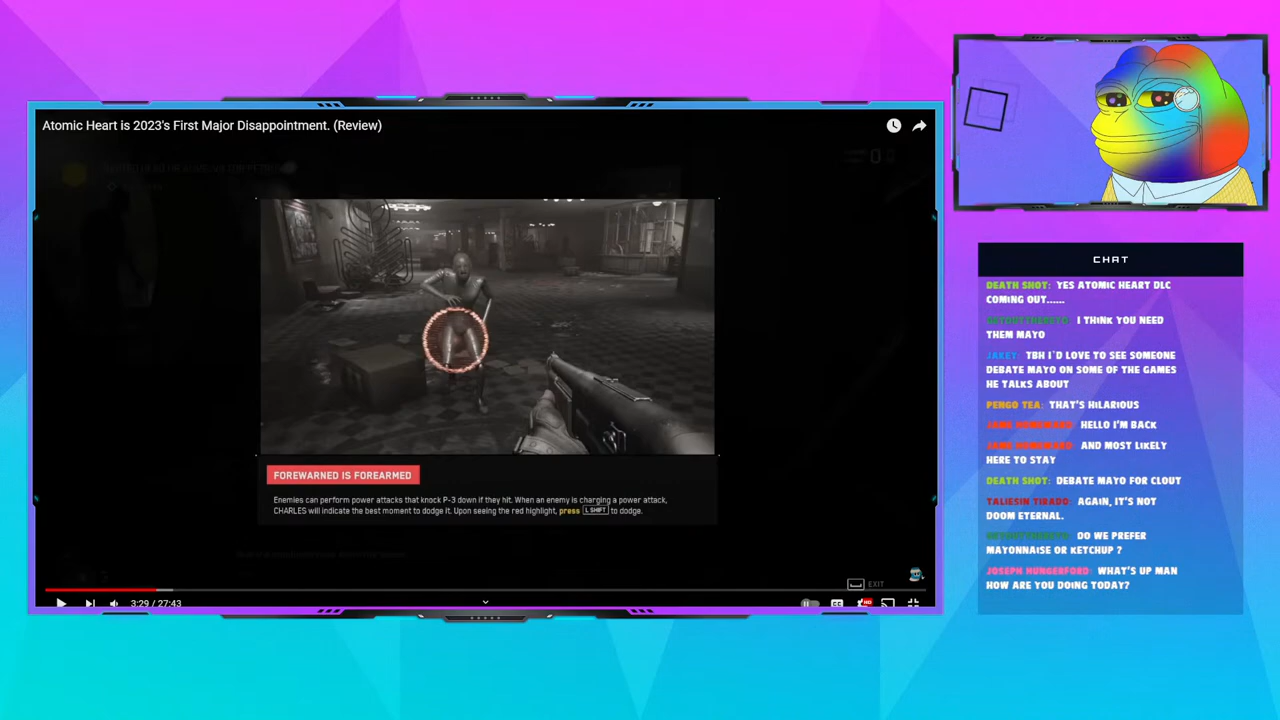 Atomic Heart is 2023's First Major Disappointment. (Review)
FOREWARNED IS FOREARMED
Enemies can perform power attacks that knock P-3 down if they hit. When an enemy is charging a power attack,
CHARLES will indicate the best moment to dodge it. Upon seeing the red highlight, press L SHIFT to dodge.
EXIT
3:29 / 27:43
CC
HD
CHAT
DEATH SHOT: YES ATOMIC HEART DLC
COMING OUT......
I THINK YOU NEED
THEM MAYO
JAKEY: TBH I`D LOVE TO SEE SOMEONE
DEBATE MAYO ON SOME OF THE GAMES
HE TALKS ABOUT
PENGO TEA: THAT'S HILARIOUS
HELLO I'M BACK
AND MOST LIKELY
HERE TO STAY
DEATH SHOT: DEBATE MAYO FOR CLOUT
TALIESIN TIRADO: AGAIN, IT'S NOT
DOOM ETERNAL.
DO WE PREFER
MAYONNAISE OR KETCHUP ?
JOSEPH HUNGERFORD: WHAT'S UP MAN
HOW ARE YOU DOING TODAY?